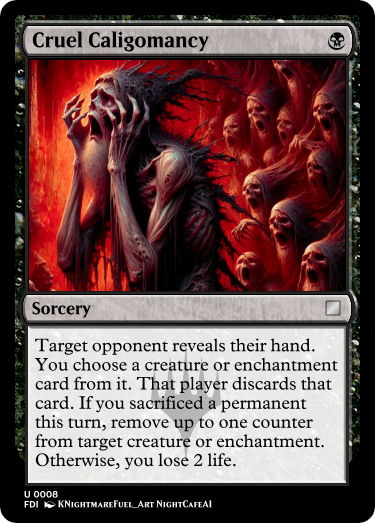 Cruel Caligomancy
Sorcery
Target opponent reveals their hand.
You choose a creature or enchantment
card from it. That player discards that
card. If you sacrificed a permanent
this turn, remove up to one counter
from target creature or enchantment.
Otherwise, you lose 2 life.
U 0008
FDI KNightmareFuel_Art NightCafeAI